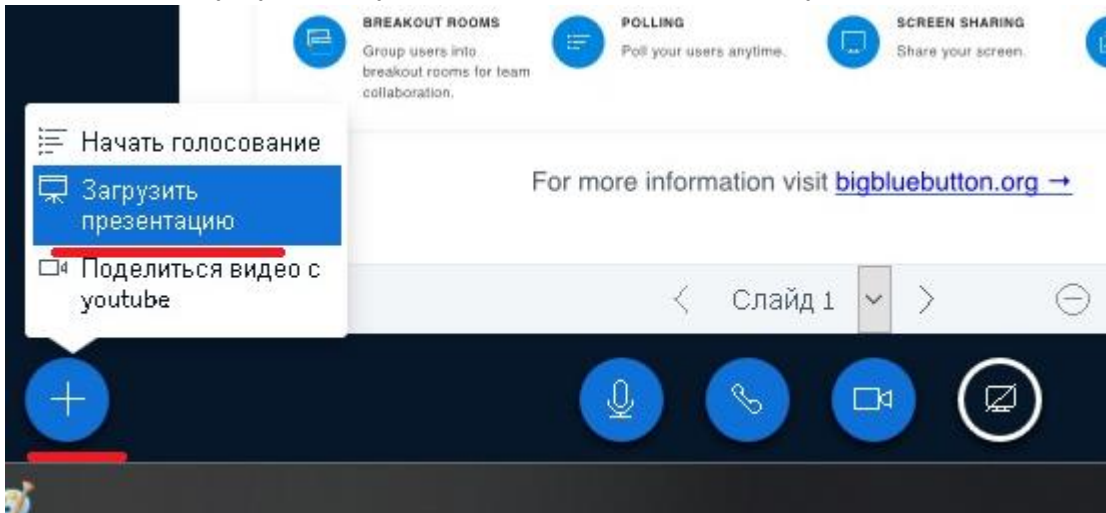 BREAKOUT ROOMS
Group users into
breakout rooms for team
collaboration.
POLLING
Poll your users anytime.
SCREEN SHARING
Share your screen.
Начать голосование
Загрузить
презентацию
Поделиться видео с
youtube
For more information visit bigbluebutton.org →
Слайд 1